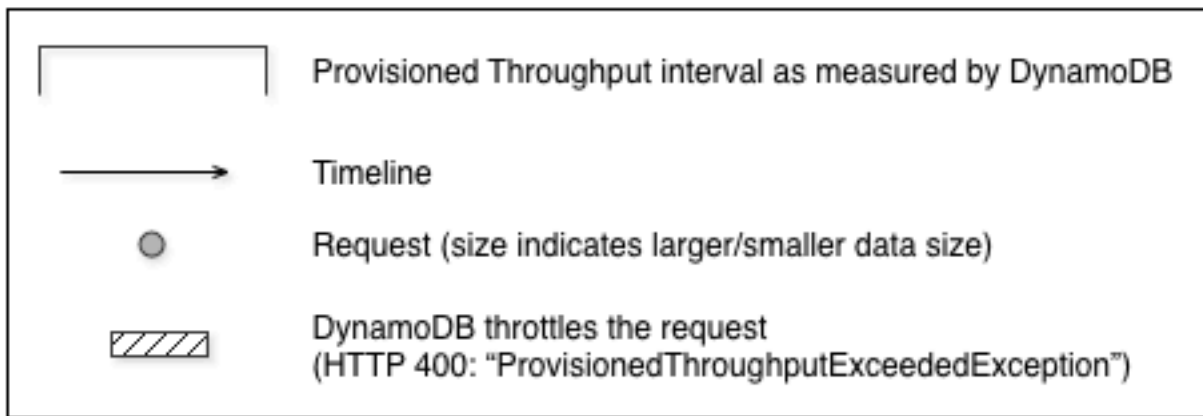 Provisioned Throughput interval as measured by DynamoDB
Timeline
Request (size indicates larger/smaller data size)
DynamoDB throttles the request
(HTTP 400: “ProvisionedThroughputExceededException”)